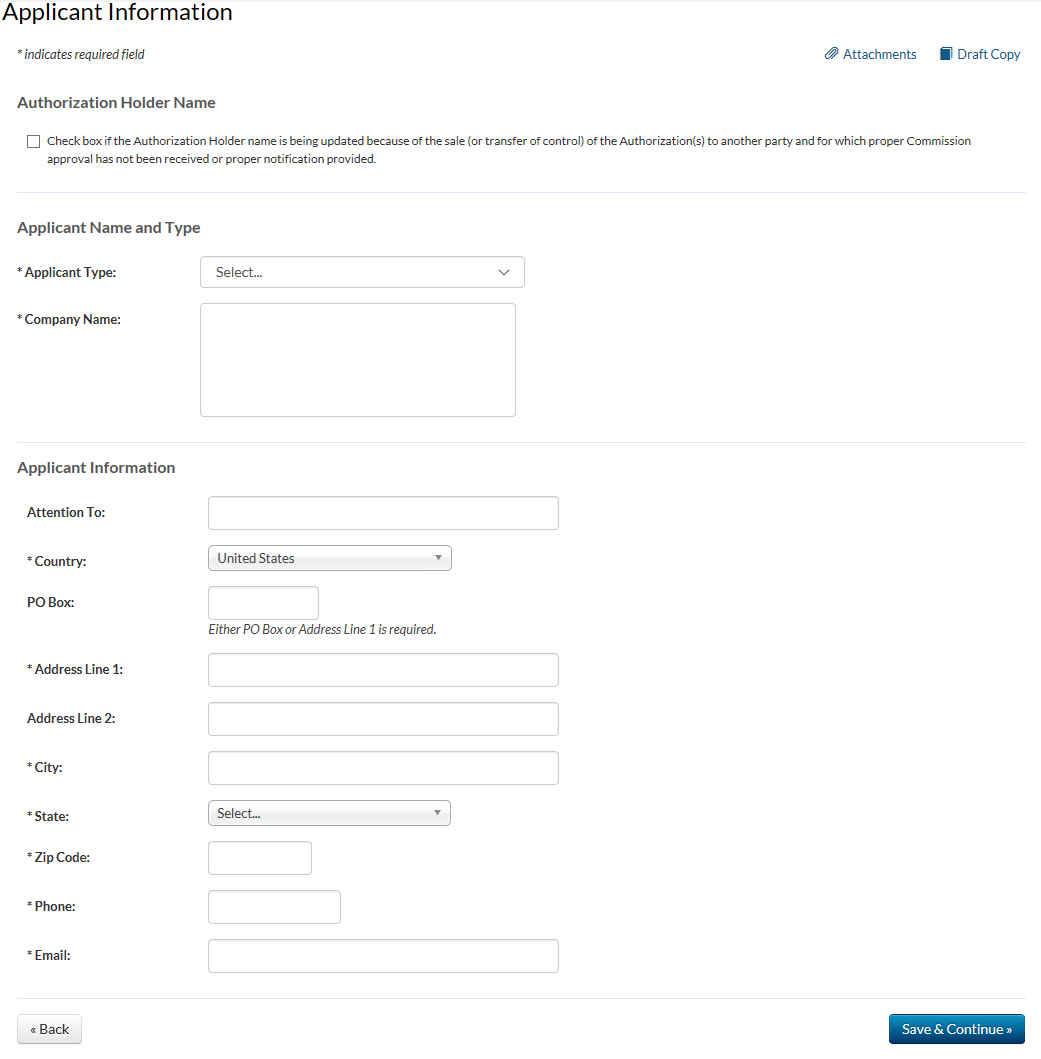 Applicant Information
* indicates required field
Attachments
Draft Copy
Authorization Holder Name
Check box if the Authorization Holder name is being updated because of the sale (or transfer of control) of the Authorization(s) to another party and for which proper Commission
approval has not been received or proper notification provided.
Applicant Name and Type
* Applicant Type:
Select...
* Company Name:
Applicant Information
Attention To:
* Country:
United States
PO Box:
Either PO Box or Address Line 1 is required.
* Address Line 1:
Address Line 2:
* City:
* State:
Select...
* Zip Code:
* Phone:
* Email:
« Back
Save & Continue »